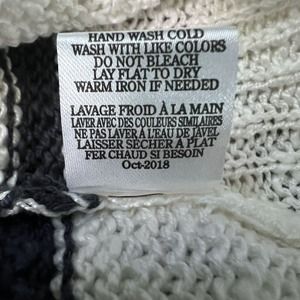 HAND WASH COLD
WASH WITH LIKE COLORS
DO NOT BLEACH
LAY FLAT TO DRY
WARM IRON IF NEEDED
LAVAGE FROID À LA MAIN
LAVER AVEC DES COULEURS SIMILAIRES
NE PAS LAVER À L'EAU DE JAVEL
LAISSER SÈCHER A PLAT
FER CHAUD SI BESOIN
Oct-2018